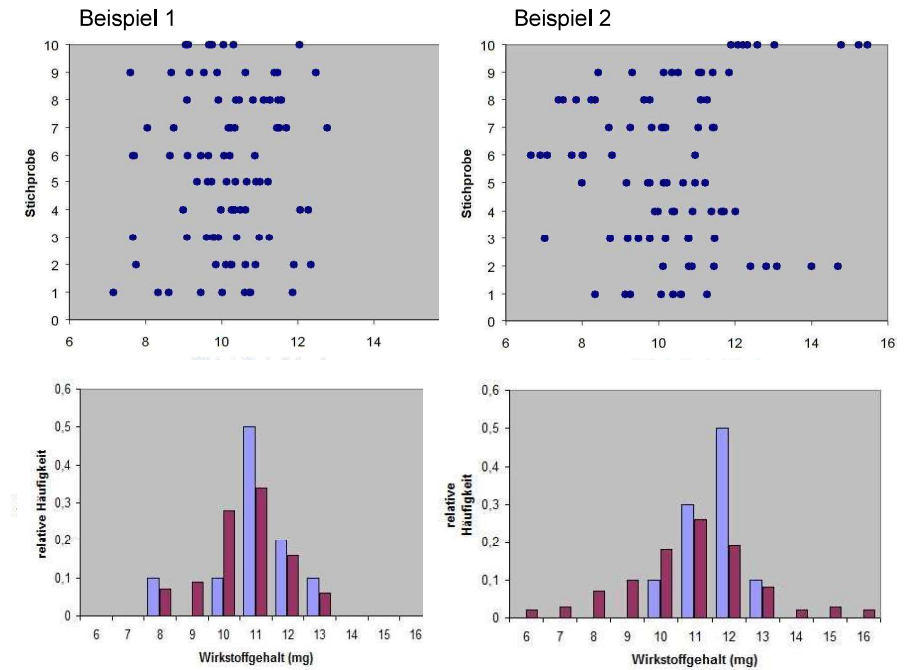 Beispiel 1
Stichprobe
10
9
8
7
6
5
4
3
2
1
0
6 8 10 12 14
Beispiel 2
Stichprobe
10
9
8
7
6
5
4
3
2
1
0
6 8 10 12 14 16
relative Häufigkeit
0,6
0,5
0,4
0,3
0,2
0,1
0
6 7 8 9 10 11 12 13 14 15 16
Wirkstoffgehalt (mg)
relative
Häufigkeit
0,6
0,5
0,4
0,3
0,2
0,1
0
6 7 8 9 10 11 12 13 14 15 16
Wirkstoffgehalt (mg)